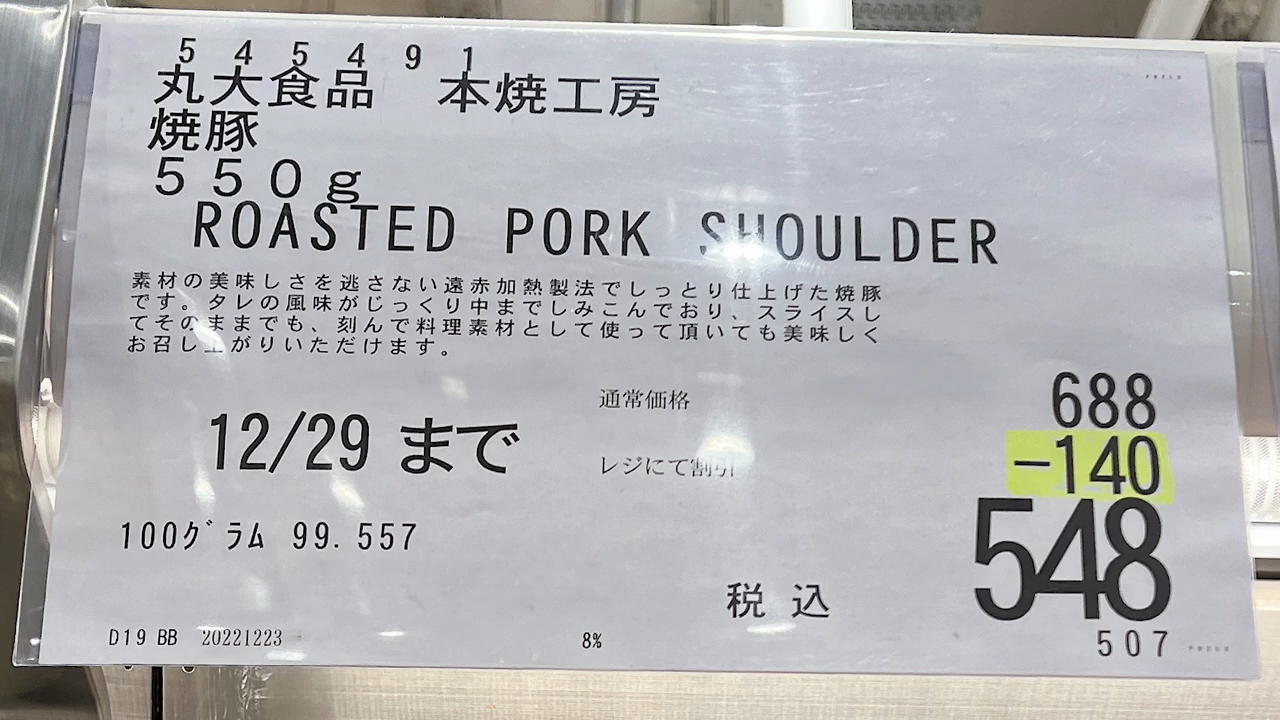 ５４５４９１
丸大食品　本焼工房
焼豚
５５０ｇ
ROASTED PORK SHOULDER
素材の美味しさを逃さない遠赤加熱製法でしっとり仕上げた焼豚
です。タレの風味がじっくり中までしみこんでおり、スライスし
てそのままでも、刻んで料理素材として使って頂いても美味しく
お召し上がりいただけます。
通常価格 688
12/29 まで レジにて割引 -140
548
100ｸﾞﾗﾑ 99.557
税込
507
D19 BB 20221223 8%